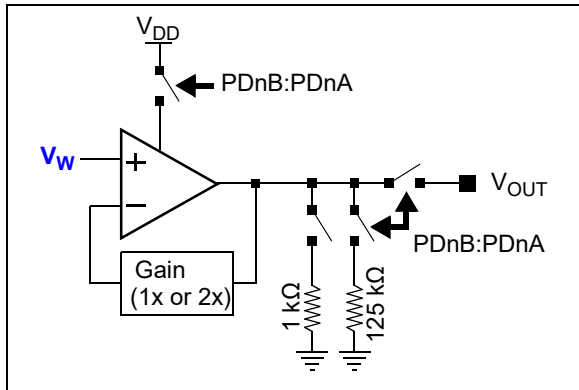 VDD
PDnB:PDnA
VW
+
VOUT
–
PDnB:PDnA
Gain
(1x or 2x)
1 kΩ
125 kΩ